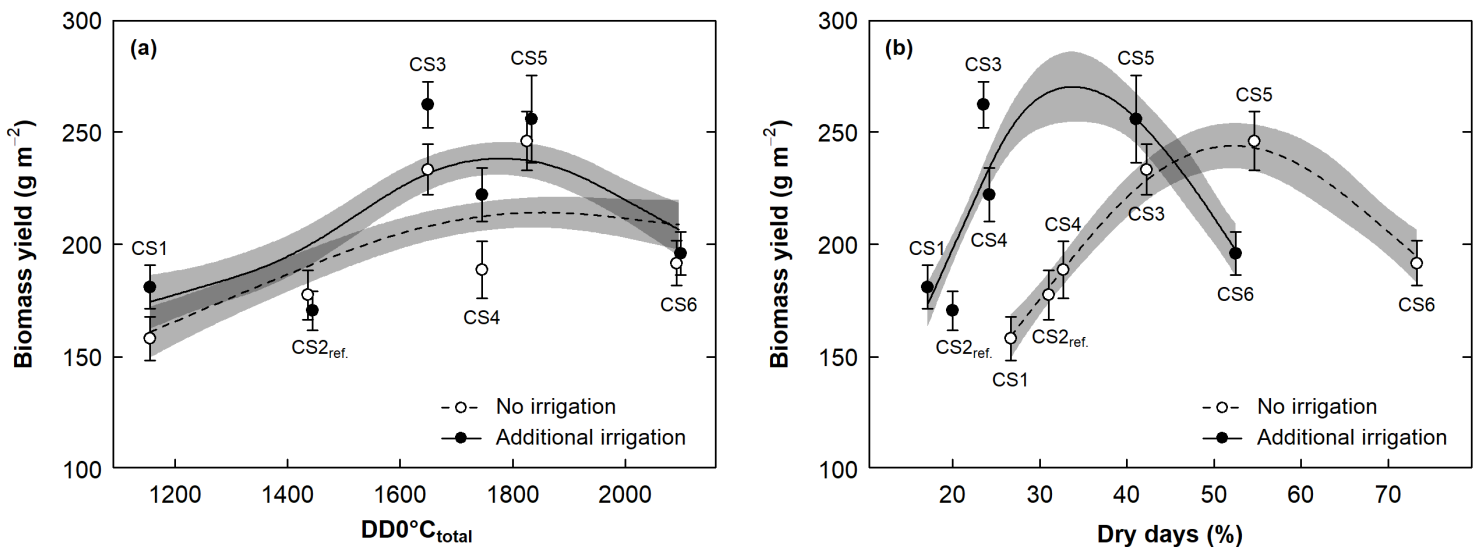 (a)
Biomass yield (g m⁻²)
300
250
200
150
100
CS3
CS5
CS1
CS4
CS2ref.
CS6
No irrigation
Additional irrigation
1200 1400 1600 1800 2000
DD0°Ctotal
(b)
Biomass yield (g m⁻²)
300
250
200
150
100
CS3
CS5
CS5
CS1
CS4
CS4
CS3
CS2ref.
CS2ref.
CS1
CS6
CS6
No irrigation
Additional irrigation
20 30 40 50 60 70
Dry days (%)